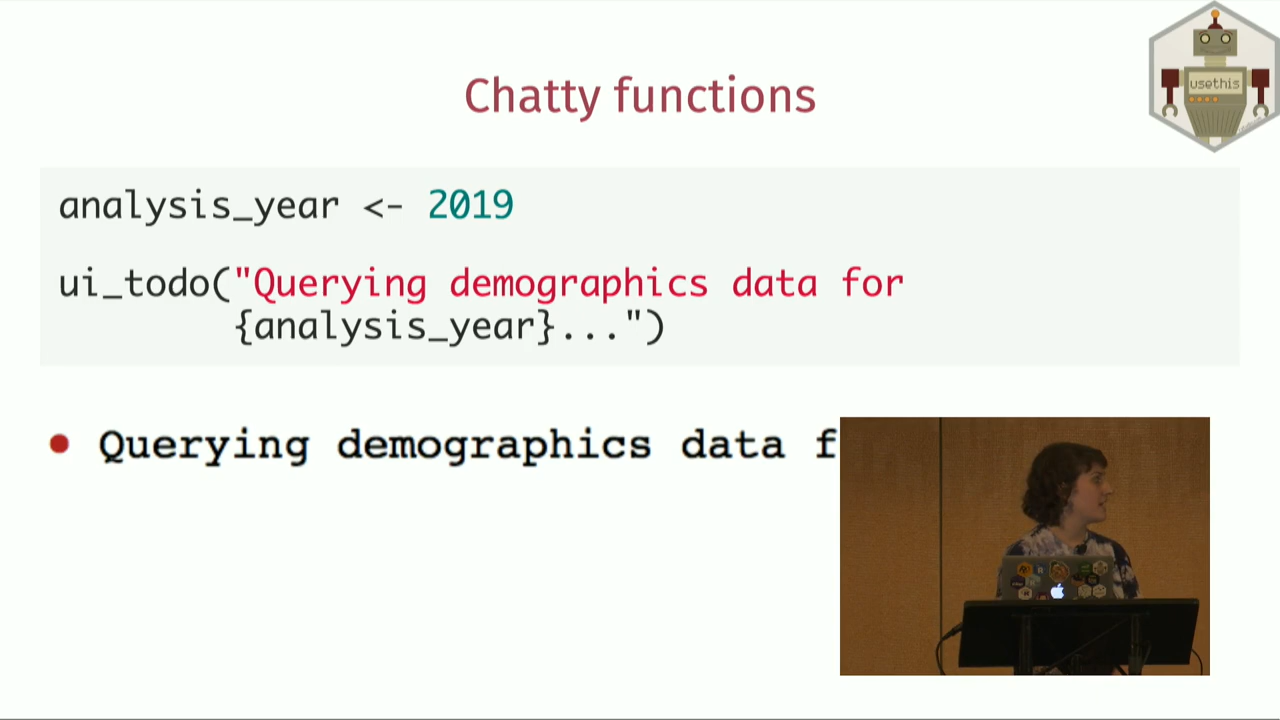 Chatty functions
usethis
analysis_year <- 2019
ui_todo("Querying demographics data for
{analysis_year}...")
• Querying demographics data f